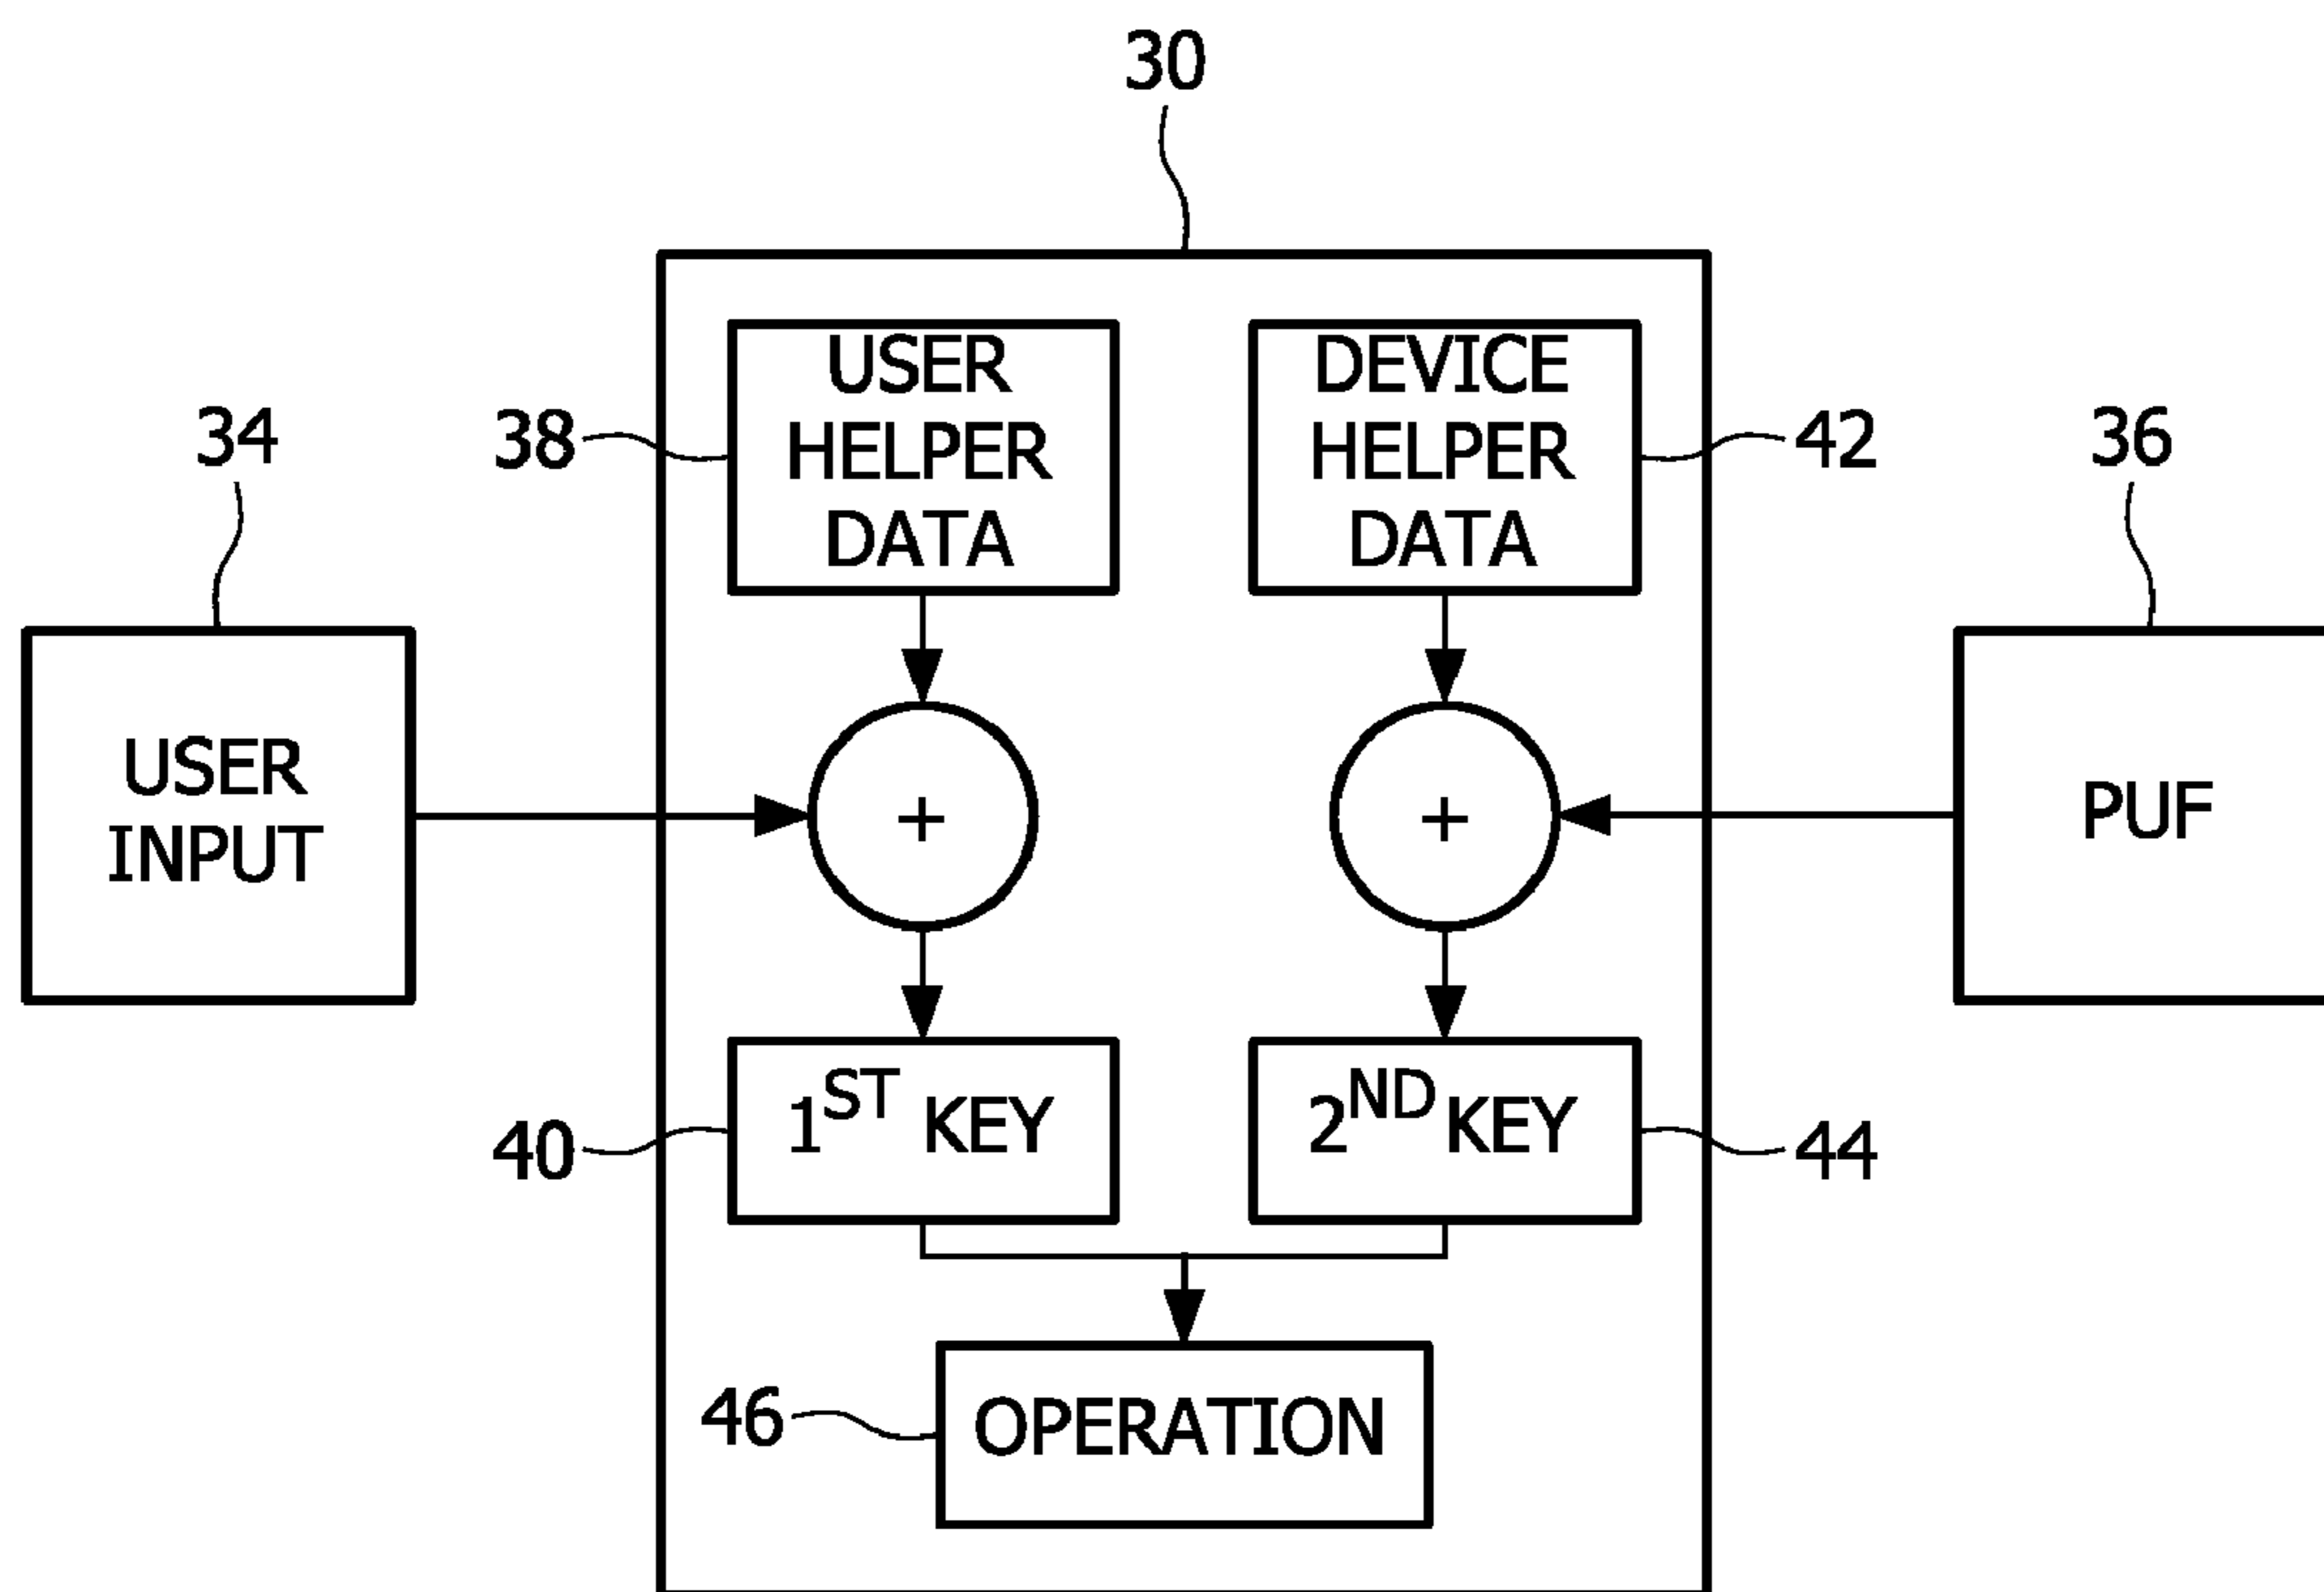 30
USER
HELPER
DATA
DEVICE
HELPER
DATA
34
38
42
36
USER
INPUT
+
+
PUF
1ST KEY
2ND KEY
40
44
46
OPERATION